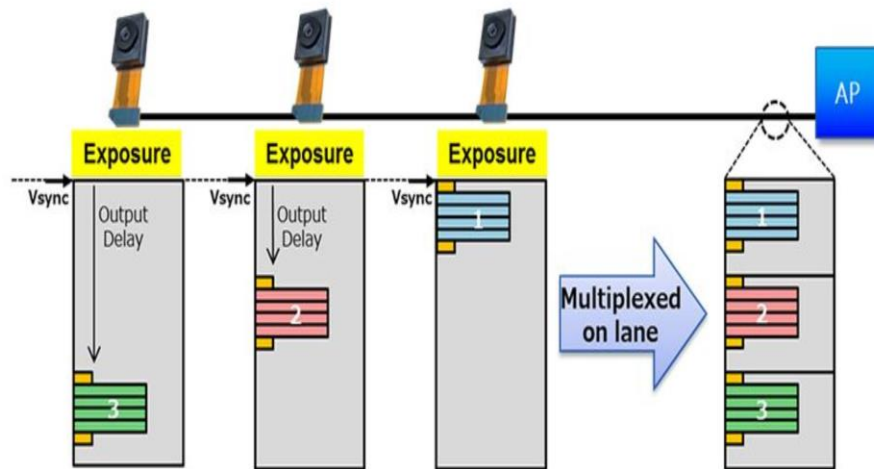 AP
Exposure
Exposure
Exposure
Vsync
Vsync
Vsync
Output
Delay
Output
Delay
1
2
3
Multiplexed
on lane
1
2
3